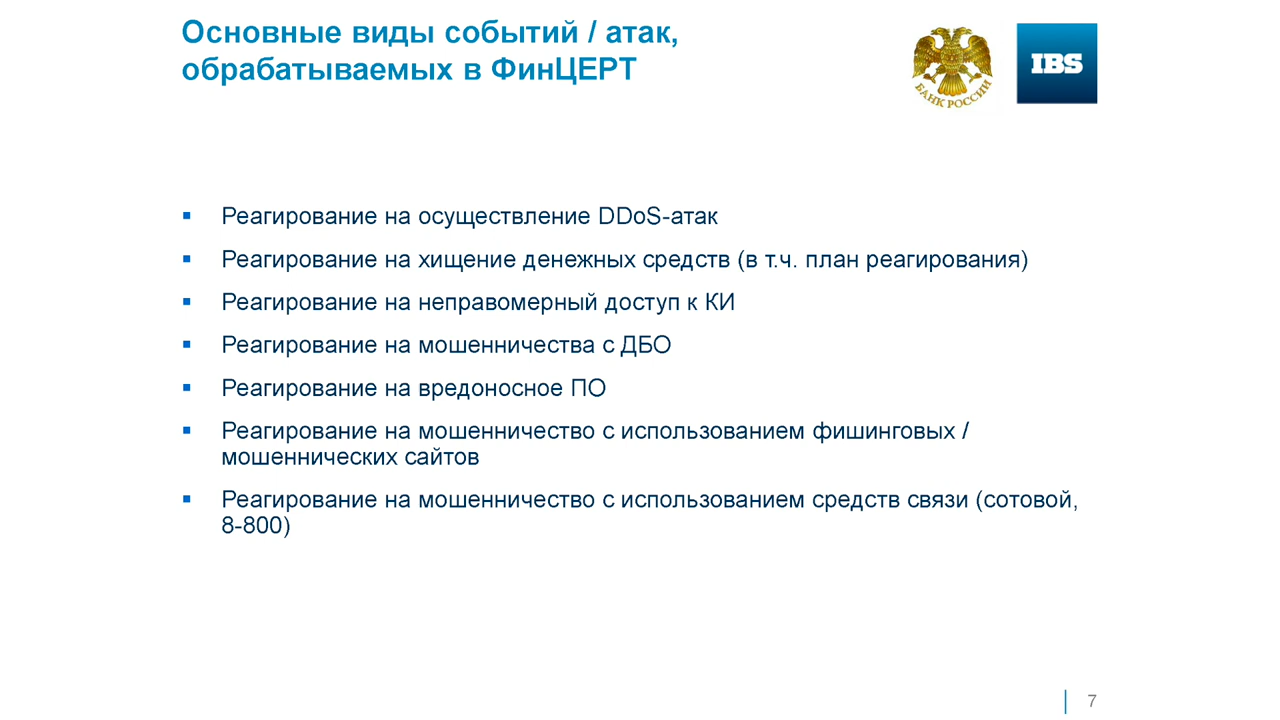 Основные виды событий / атак,
обрабатываемых в ФинЦЕРТ
БАНК РОССИИ
IBS
▪ Реагирование на осуществление DDoS-атак
▪ Реагирование на хищение денежных средств (в т.ч. план реагирования)
▪ Реагирование на неправомерный доступ к КИ
▪ Реагирование на мошенничества с ДБО
▪ Реагирование на вредоносное ПО
▪ Реагирование на мошенничество с использованием фишинговых /
мошеннических сайтов
▪ Реагирование на мошенничество с использованием средств связи (сотовой,
8-800)
7